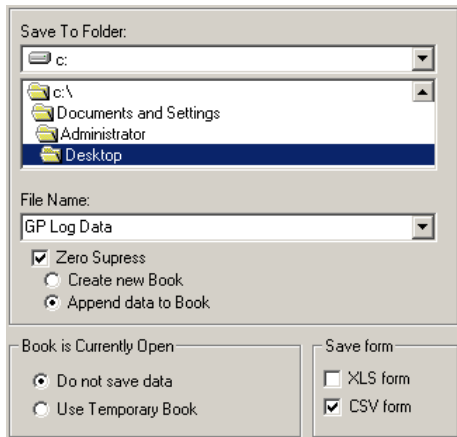 Save To Folder:
c:
c:\
Documents and Settings
Administrator
Desktop
File Name:
GP Log Data
Zero Supress
Create new Book
Append data to Book
Book is Currently Open
Do not save data
Use Temporary Book
Save form
XLS form
CSV form